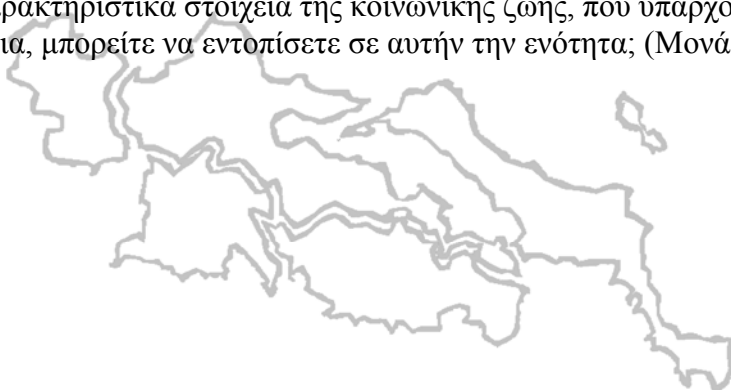 ρακτηριστικά στοιχεία της κοινωνικής ζωής, που υπάρχο
ια, μπορείτε να εντοπίσετε σε αυτήν την ενότητα; (Μονά